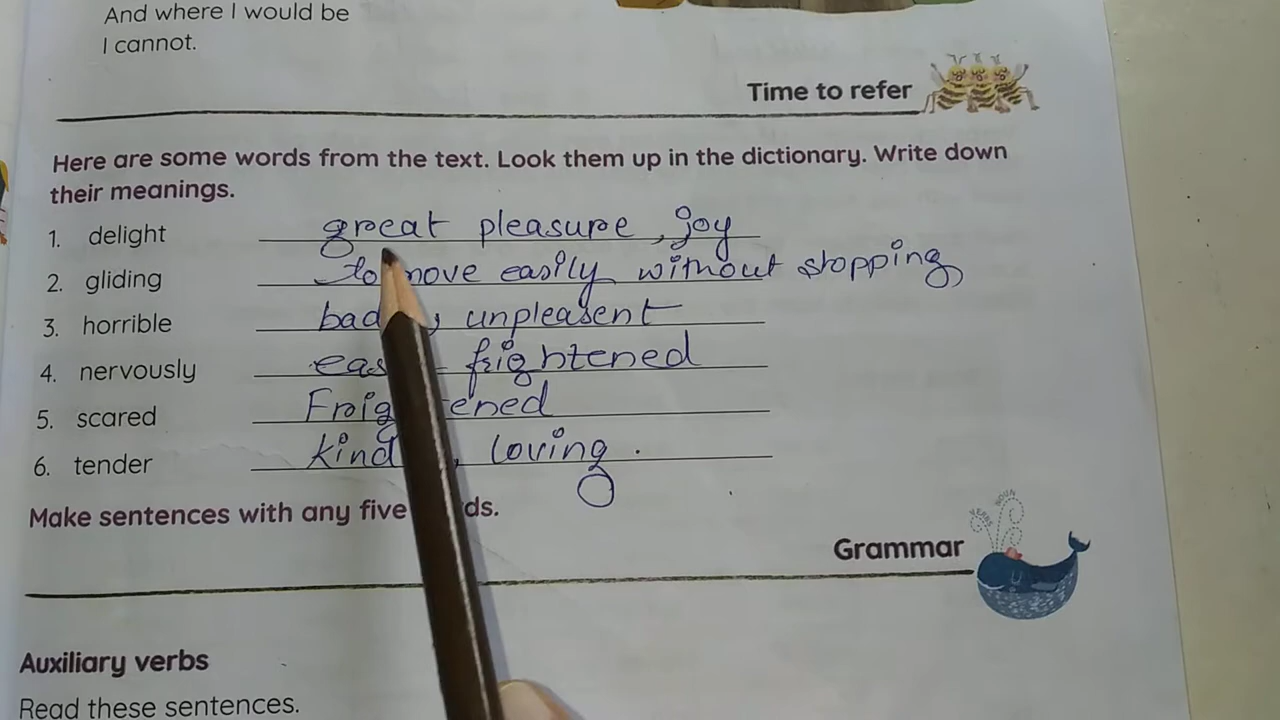 And where I would be
I cannot.
Time to refer
Here are some words from the text. Look them up in the dictionary. Write down
their meanings.
1. delight great pleasure, joy
2. gliding to move easily without stopping
3. horrible bad, unpleasent
4. nervously frightened
5. scared
6. tender kind, loving.
Make sentences with any five
Grammar
VERBS NOUN
Auxiliary verbs
Read these sentences.